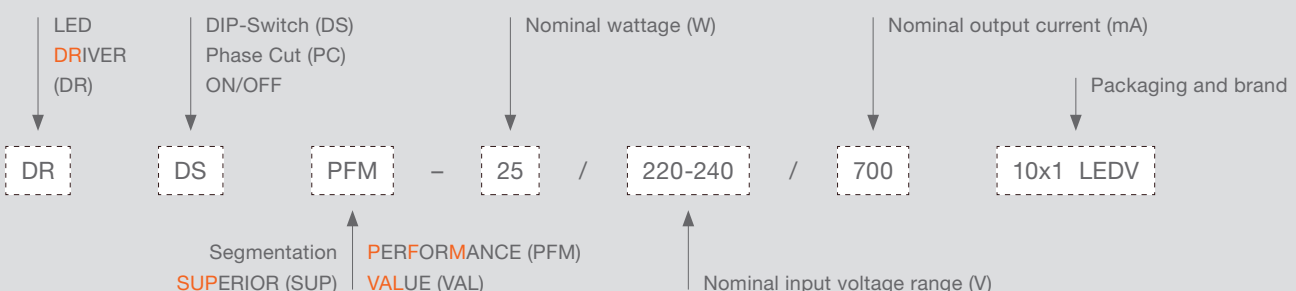 LED
DRIVER
(DR)
DIP-Switch (DS)
Phase Cut (PC)
ON/OFF
Nominal wattage (W)
Nominal output current (mA)
Packaging and brand
DR DS PFM – 25 / 220-240 / 700 10x1 LEDV
Segmentation
SUPERIOR (SUP)
PERFORMANCE (PFM)
VALUE (VAL)
Nominal input voltage range (V)